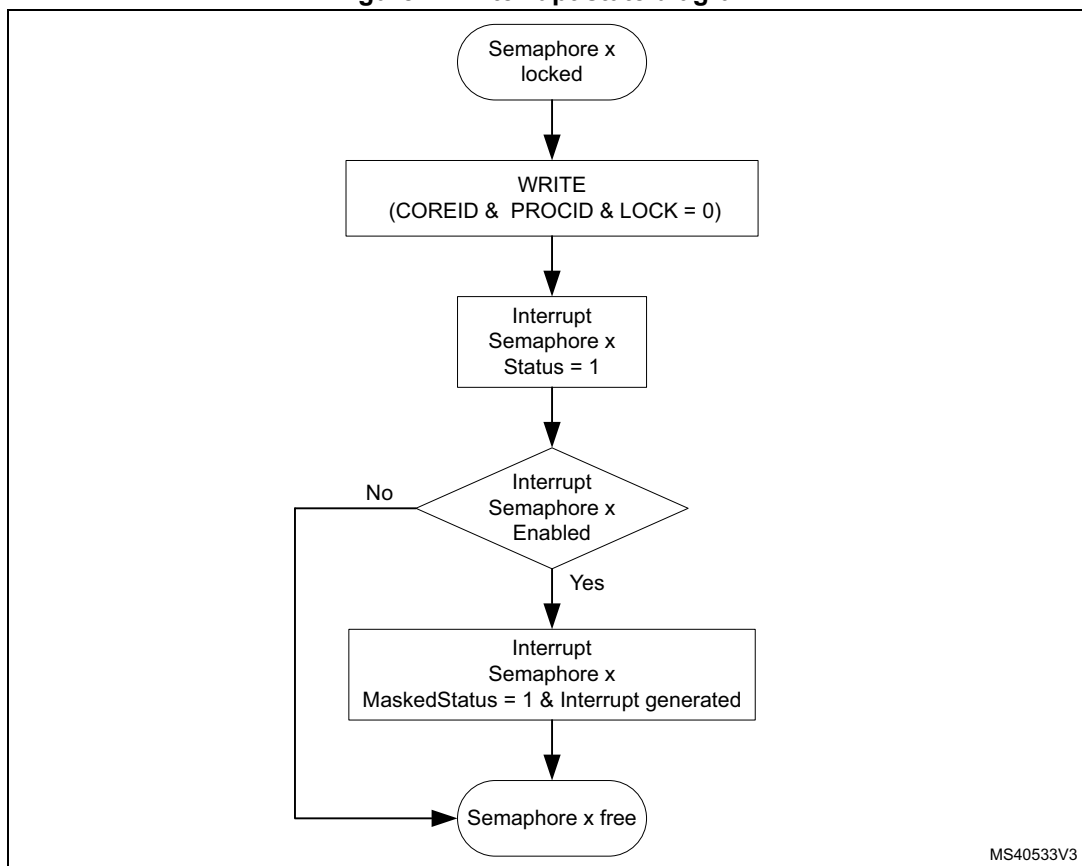 Semaphore x
locked
WRITE
(COREID & PROCID & LOCK = 0)
Interrupt
Semaphore x
Status = 1
Interrupt
Semaphore x
Enabled
No
Yes
Interrupt
Semaphore x
MaskedStatus = 1 & Interrupt generated
Semaphore x free
MS40533V3